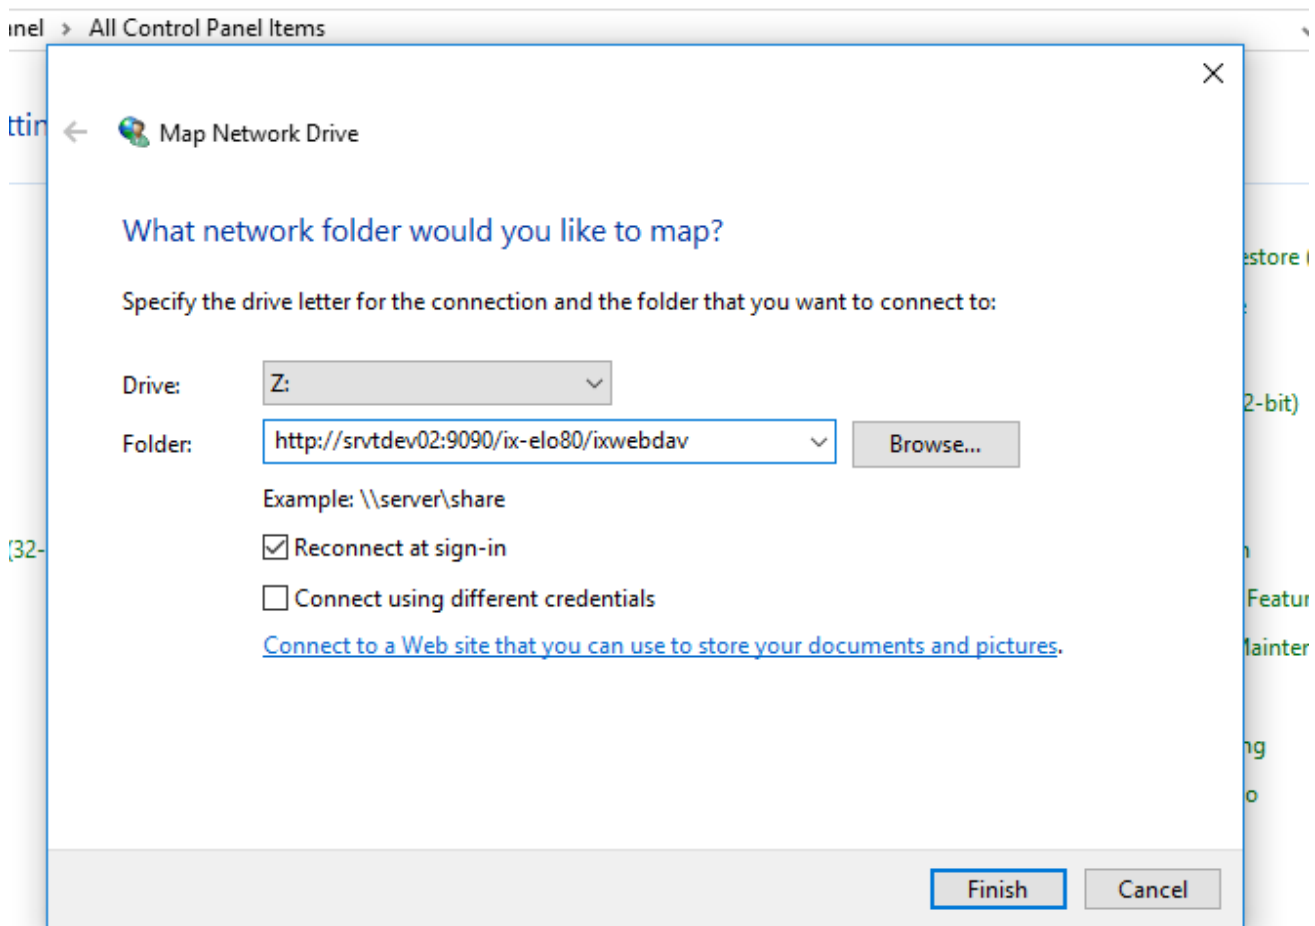 All Control Panel Items
Map Network Drive
What network folder would you like to map?
Specify the drive letter for the connection and the folder that you want to connect to:
Drive: Z:
Folder: http://srvtdev02:9090/ix-elo80/ixwebdav Browse...
Example: \\server\share
Reconnect at sign-in
(32-
Connect using different credentials
Connect to a Web site that you can use to store your documents and pictures.
Finish Cancel